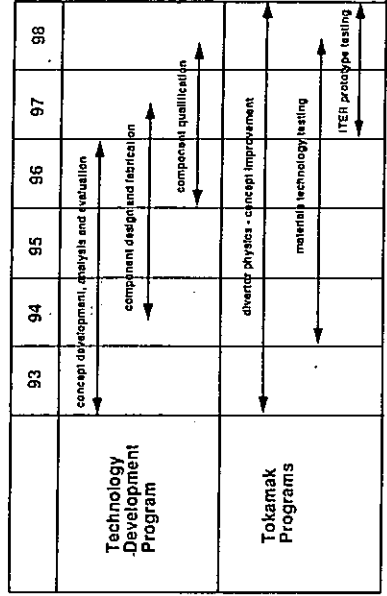 93 94 95 96 97 98
Technology
-Development
Program
concept development, analysis and evaluation
component design and fabrication
component qualification
Tokamak
Programs
divertor physics - concept improvement
materials technology testing
ITER prototype testing